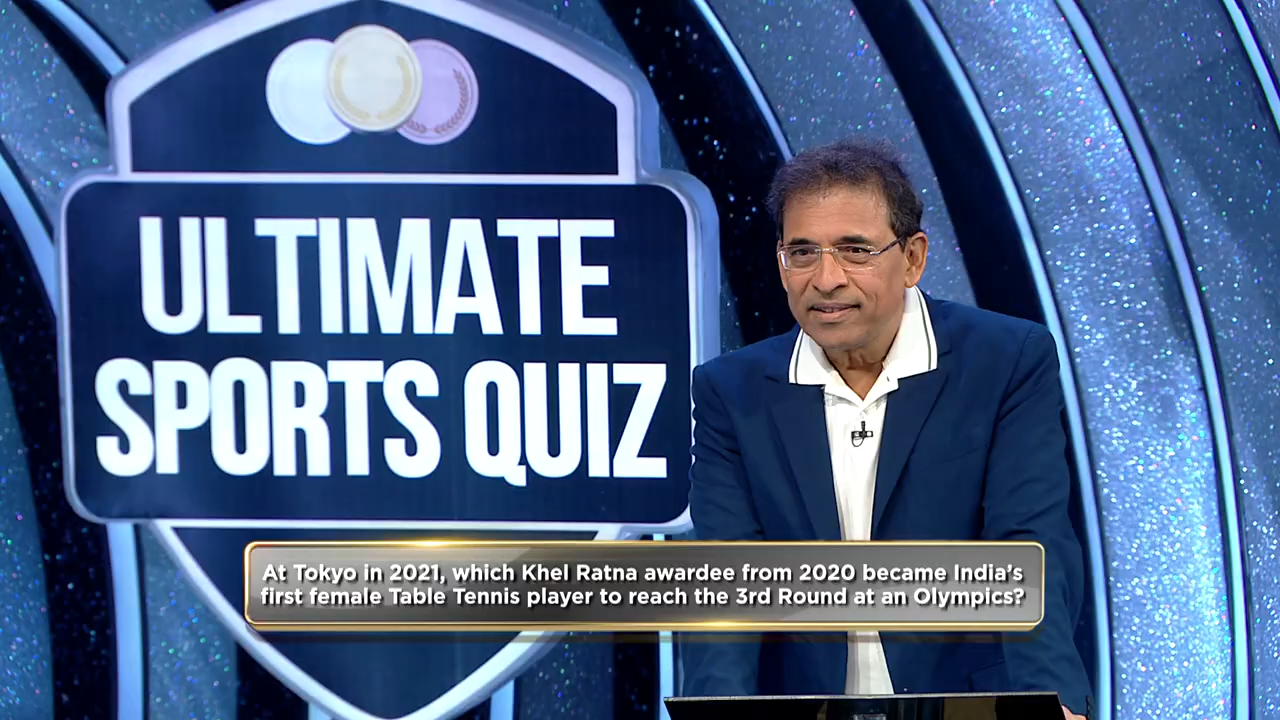 ULTIMATE
SPORTS QUIZ
At Tokyo in 2021, which Khel Ratna awardee from 2020 became India's
first female Table Tennis player to reach the 3rd Round at an Olympics?